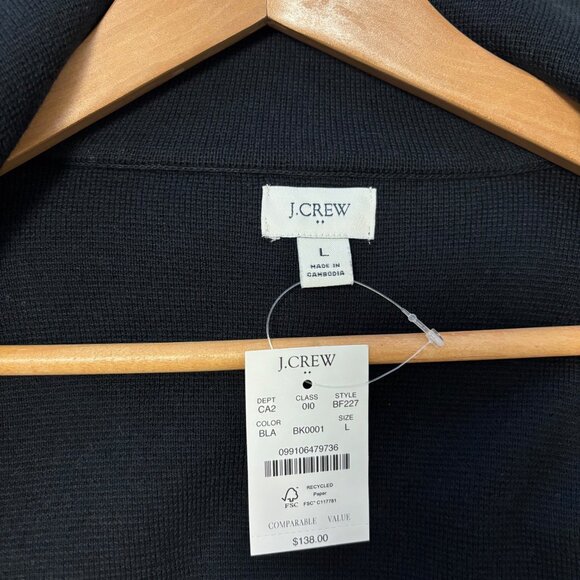 J.CREW
L
MADE IN
CAMBODIA
J.CREW
DEPT CLASS STYLE
CA2 0I0 BF227
COLOR SIZE
BLA BK0001 L
099106479736
FSC
RECYCLED
Paper
FSC® C117781
COMPARABLE VALUE
$138.00